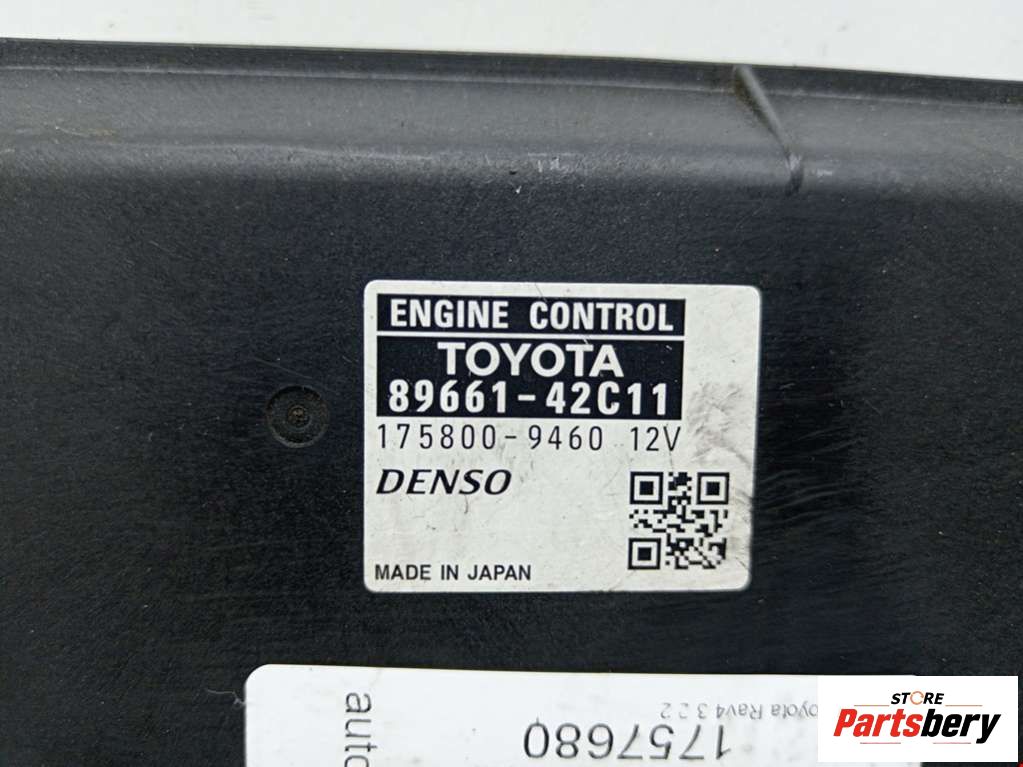 ENGINE CONTROL
TOYOTA
89661-42C11
175800-9460 12V
DENSO
MADE IN JAPAN
auto
oyota Rav4 3 2 2
1757680
STORE
Partsbery